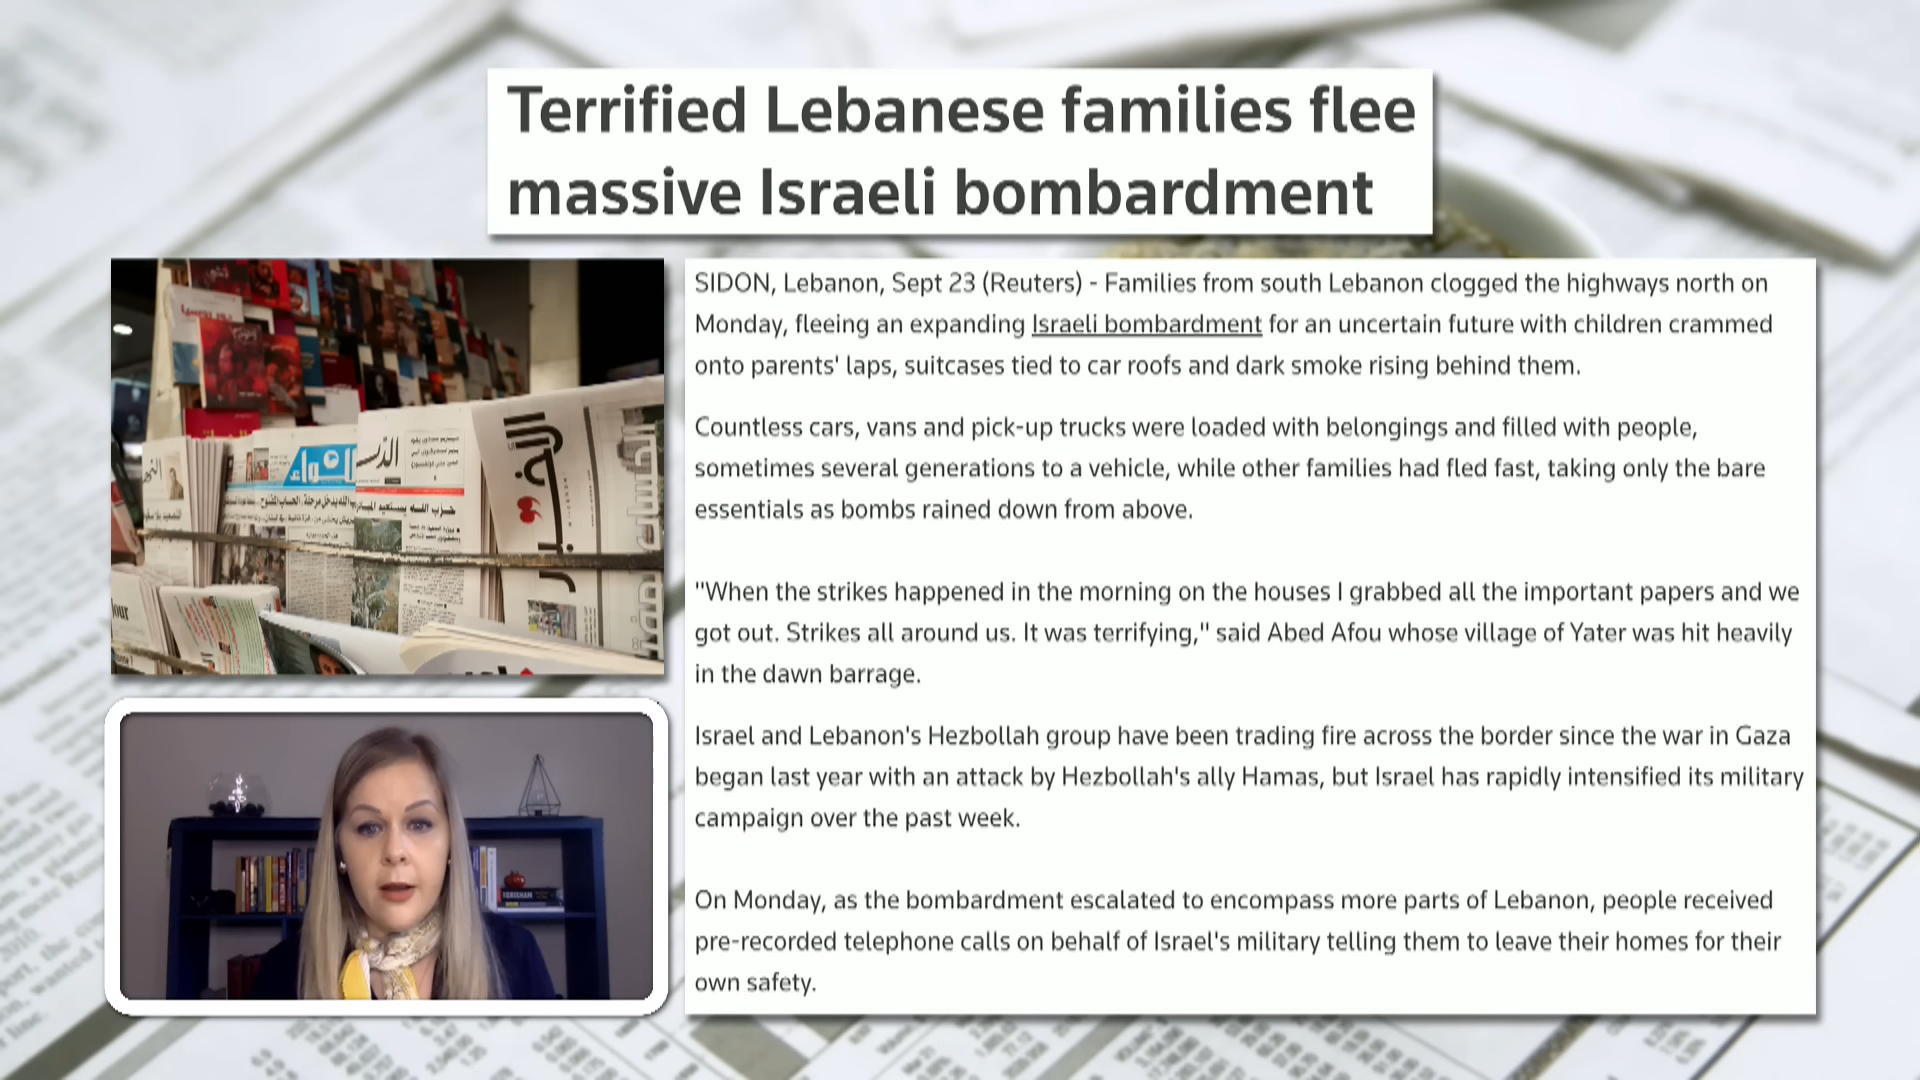 Terrified Lebanese families flee
massive Israeli bombardment
SIDON, Lebanon, Sept 23 (Reuters) - Families from south Lebanon clogged the highways north on
Monday, fleeing an expanding Israeli bombardment for an uncertain future with children crammed
onto parents' laps, suitcases tied to car roofs and dark smoke rising behind them.
Countless cars, vans and pick-up trucks were loaded with belongings and filled with people,
sometimes several generations to a vehicle, while other families had fled fast, taking only the bare
essentials as bombs rained down from above.
"When the strikes happened in the morning on the houses I grabbed all the important papers and we
got out. Strikes all around us. It was terrifying," said Abed Afou whose village of Yater was hit heavily
in the dawn barrage.
Israel and Lebanon's Hezbollah group have been trading fire across the border since the war in Gaza
began last year with an attack by Hezbollah's ally Hamas, but Israel has rapidly intensified its military
campaign over the past week.
On Monday, as the bombardment escalated to encompass more parts of Lebanon, people received
pre-recorded telephone calls on behalf of Israel's military telling them to leave their homes for their
own safety.
اللواء
الأخبار
حزب الله يستعيد